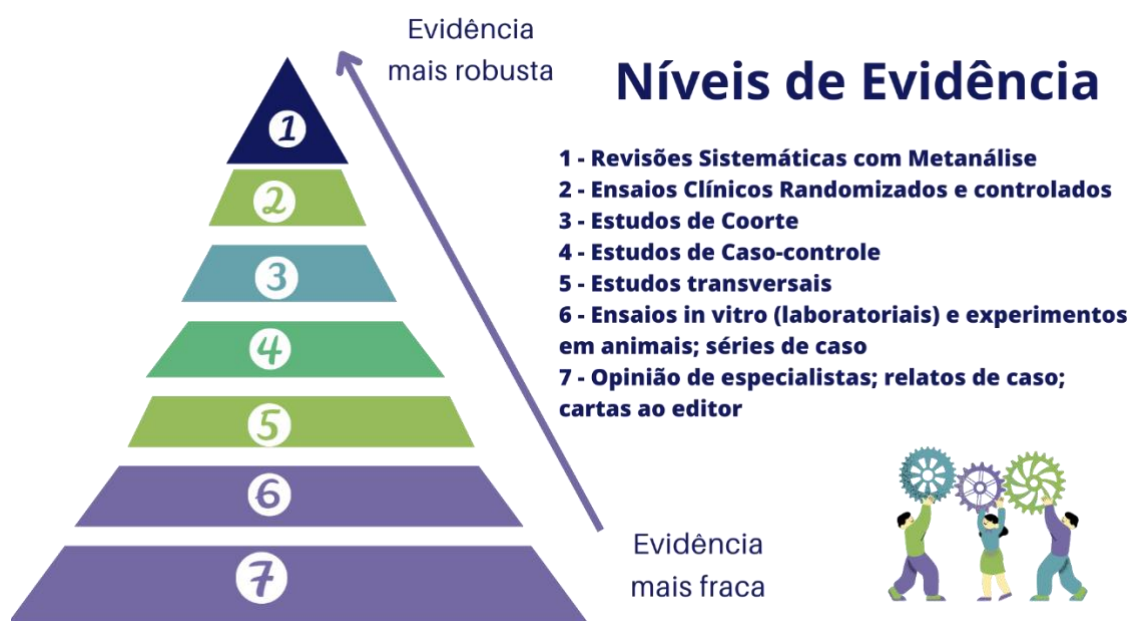 Evidência
mais robusta
Níveis de Evidência
1 - Revisões Sistemáticas com Metanálise
2 - Ensaios Clínicos Randomizados e controlados
3 - Estudos de Coorte
4 - Estudos de Caso-controle
5 - Estudos transversais
6 - Ensaios in vitro (laboratoriais) e experimentos
em animais; séries de caso
7 - Opinião de especialistas; relatos de caso;
cartas ao editor
1
2
3
4
5
6
7
Evidência
mais fraca